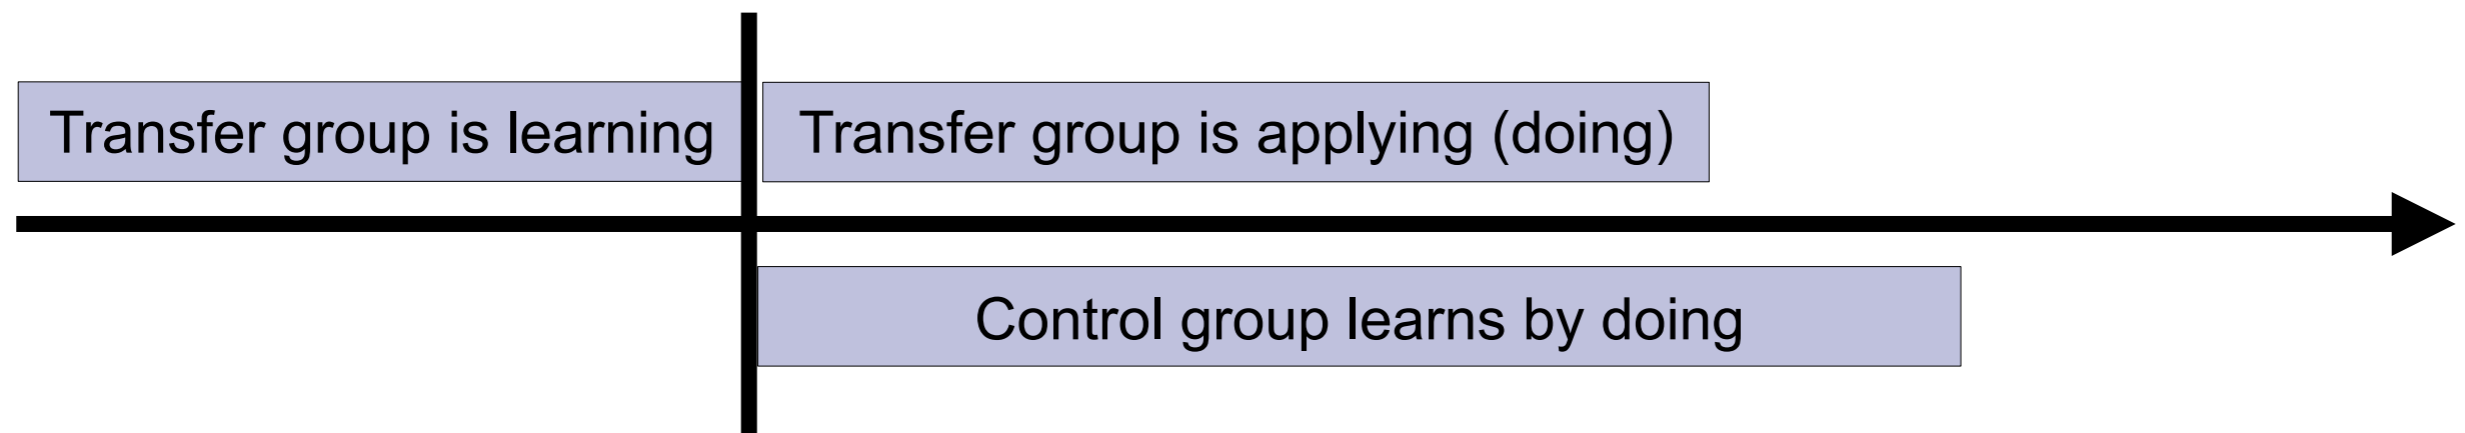 Transfer group is learning
Transfer group is applying (doing)
Control group learns by doing